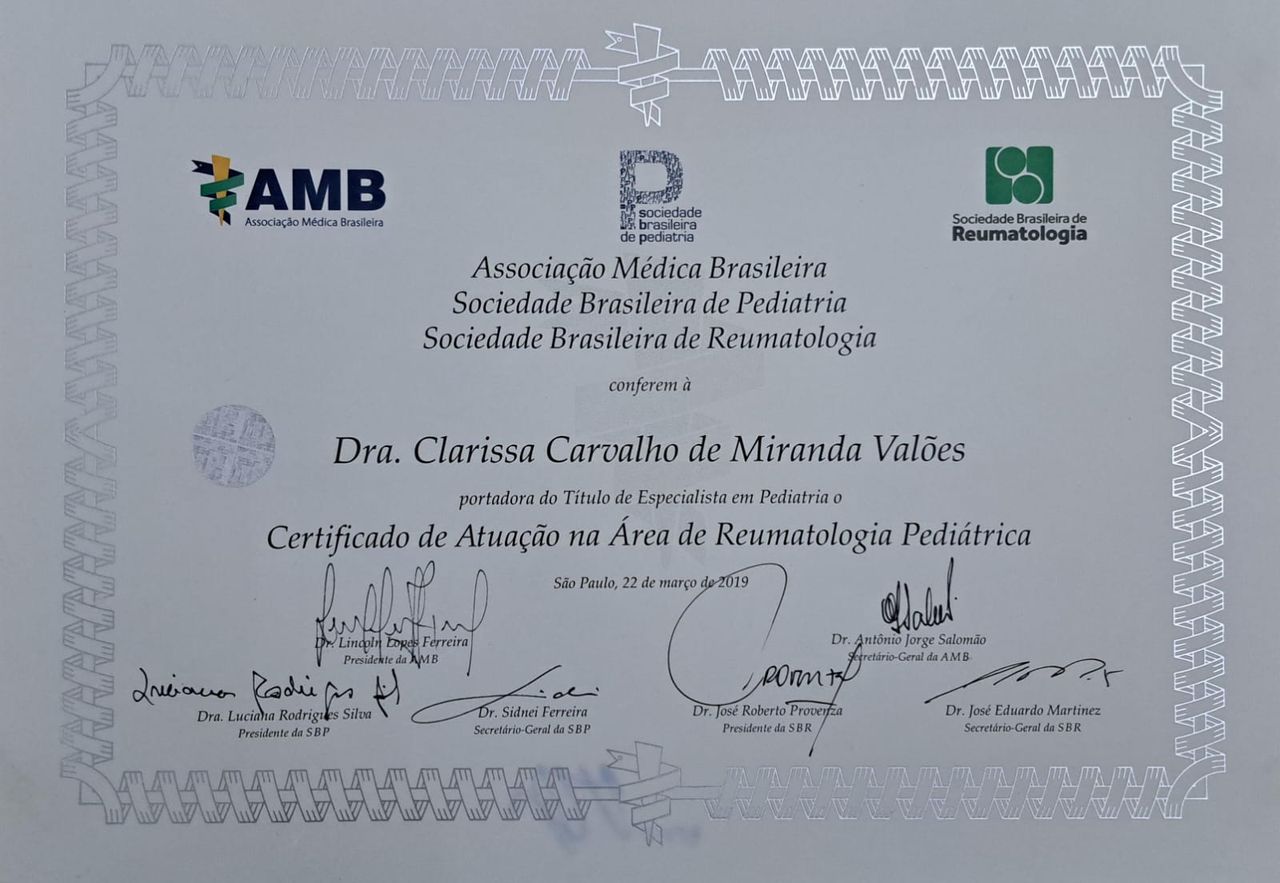 AMB
Associação Médica Brasileira
sociedade
brasileira
de pediatria
Sociedade Brasileira de
Reumatologia
Associação Médica Brasileira
Sociedade Brasileira de Pediatria
Sociedade Brasileira de Reumatologia
conferem à
Dra. Clarissa Carvalho de Miranda Valões
portadora do Título de Especialista em Pediatria o
Certificado de Atuação na Área de Reumatologia Pediátrica
São Paulo, 22 de março de 2019
Dr. Lincoln Lopes Ferreira
Presidente da AMB
Dr. Antônio Jorge Salomão
Secretário-Geral da AMB
Dra. Luciana Rodrigues Silva
Presidente da SBP
Dr. Sidnei Ferreira
Secretário-Geral da SBP
Dr. José Roberto Provenza
Presidente da SBR
Dr. José Eduardo Martinez
Secretário-Geral da SBR